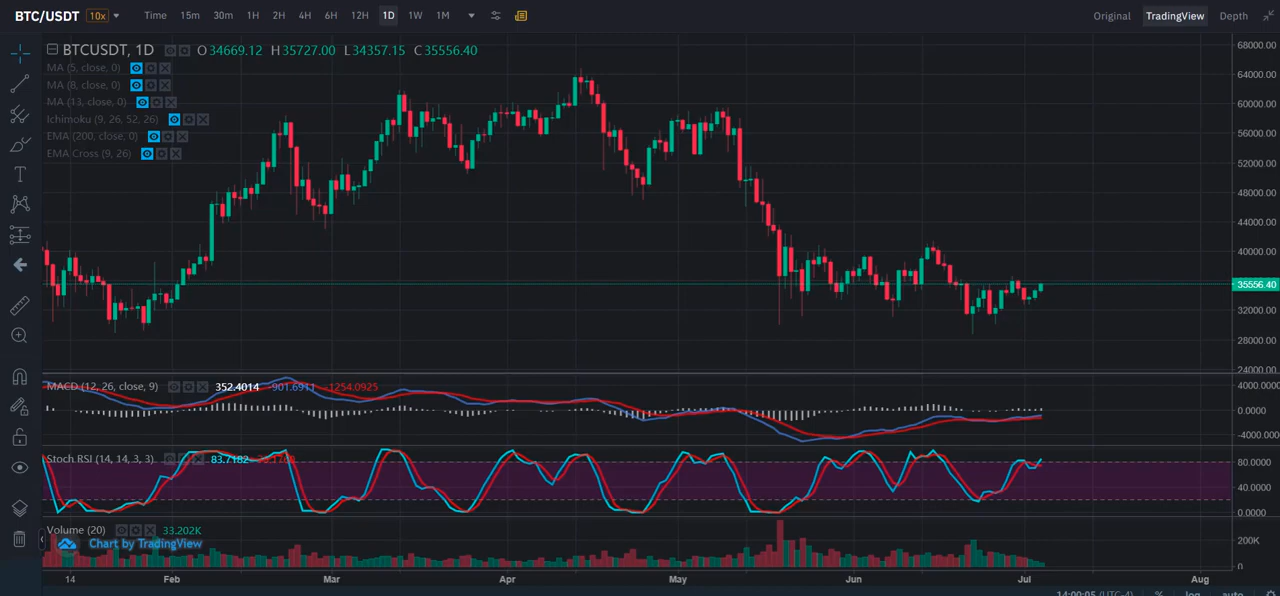 BTC/USDT 10x Time 15m 30m 1H 2H 4H 6H 12H 1D 1W 1M Original TradingView Depth
BTCUSDT, 1D O34669.12 H35727.00 L34357.15 C35556.40
MA (5, close, 0)
MA (8, close, 0)
MA (13, close, 0)
Ichimoku (9, 26, 52, 26)
EMA (200, close, 0)
EMA Cross (9, 26)
68000.00
64000.00
60000.00
56000.00
52000.00
48000.00
44000.00
40000.00
35556.40
32000.00
28000.00
24000.00
MACD (12, 26, close, 9) 352.4014 -901.6911 -1254.0925
4000.0000
0.0000
-4000.0000
Stoch RSI (14, 14, 3, 3) 83.7182
80.0000
40.0000
0.0000
Volume (20) 33.202K
Chart by TradingView
200K
0
14 Feb Mar Apr May Jun Jul Aug
14:00:05 (UTC-4) % log auto